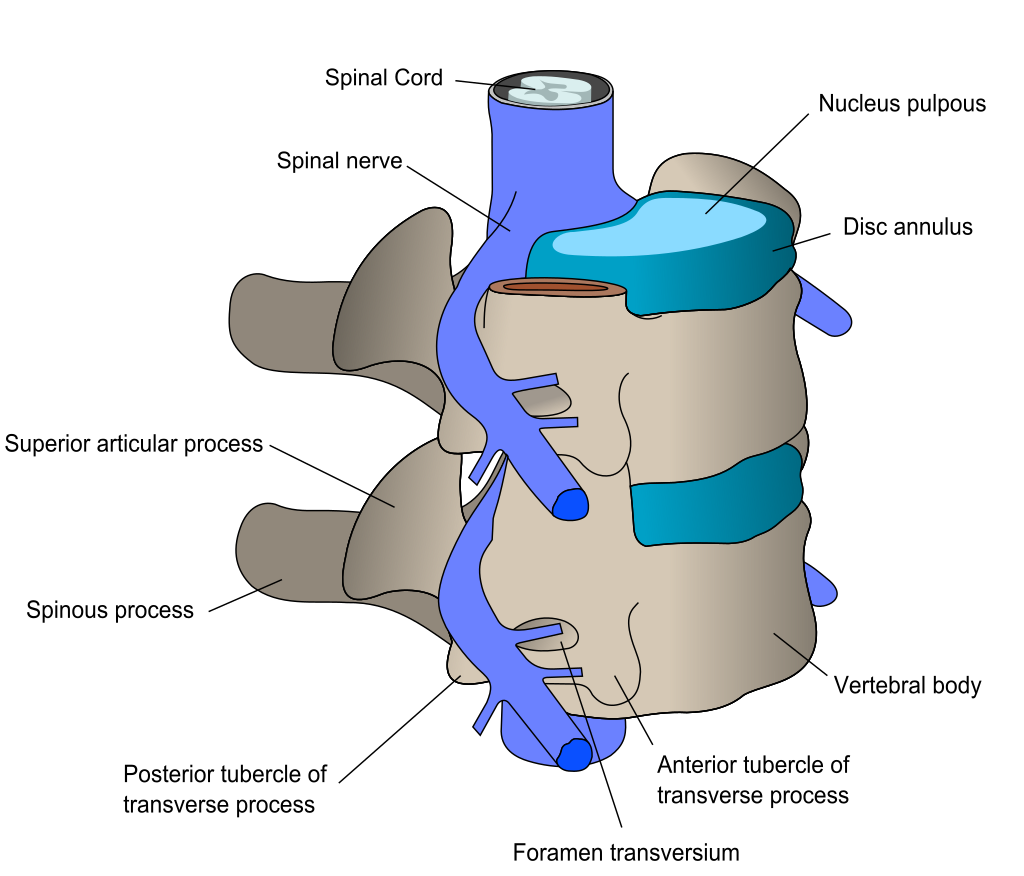 Spinal Cord
Nucleus pulpous
Spinal nerve
Disc annulus
Superior articular process
Spinous process
Vertebral body
Posterior tubercle of
transverse process
Anterior tubercle of
transverse process
Foramen transversium